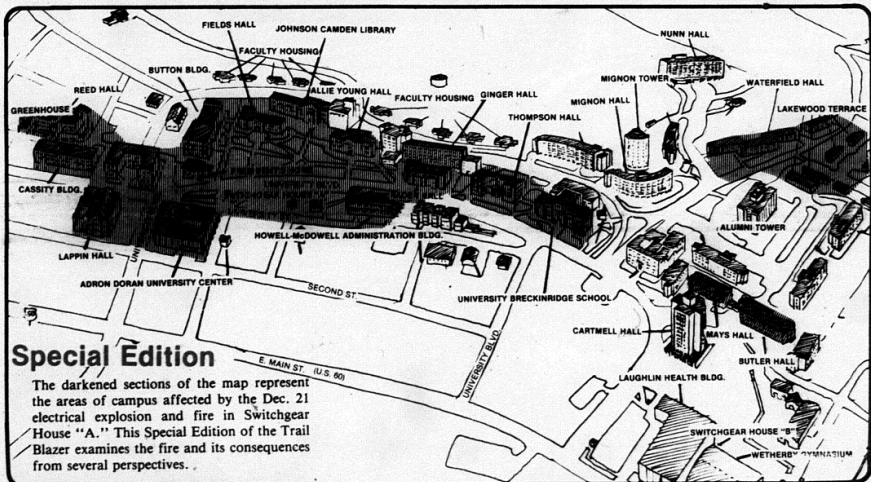 NUNN HALL
FIELDS HALL
JOHNSON CAMDEN LIBRARY
FACULTY HOUSING
BUTTON BLDG.
MIGNON TOWER
WATERFIELD HALL
REED HALL
ALLIE YOUNG HALL
FACULTY HOUSING
GINGER HALL
MIGNON HALL
LAKEWOOD TERRACE
GREENHOUSE
THOMPSON HALL
CASSITY BLDG.
UNIVERSITY BLVD
ALUMNI TOWER
HOWELL-McDOWELL ADMINISTRATION BLDG.
LAPPIN HALL
ADRON DORAN UNIVERSITY CENTER
SECOND ST.
UNIVERSITY BRECKINRIDGE SCHOOL
UNIVERSITY BLVD
CARTMELL HALL
MAYS HALL
BUTLER HALL
E. MAIN ST. (U.S. 60)
LAUGHLIN HEALTH BLDG.
SWITCHGEAR HOUSE "B"
WETHERBY GYMNASIUM
Special Edition
The darkened sections of the map represent
the areas of campus affected by the Dec. 21
electrical explosion and fire in Switchgear
House "A." This Special Edition of the Trail
Blazer examines the fire and its consequences
from several perspectives.